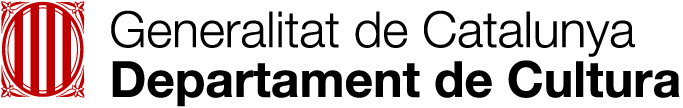 Generalitat de Catalunya
Departament de Cultura